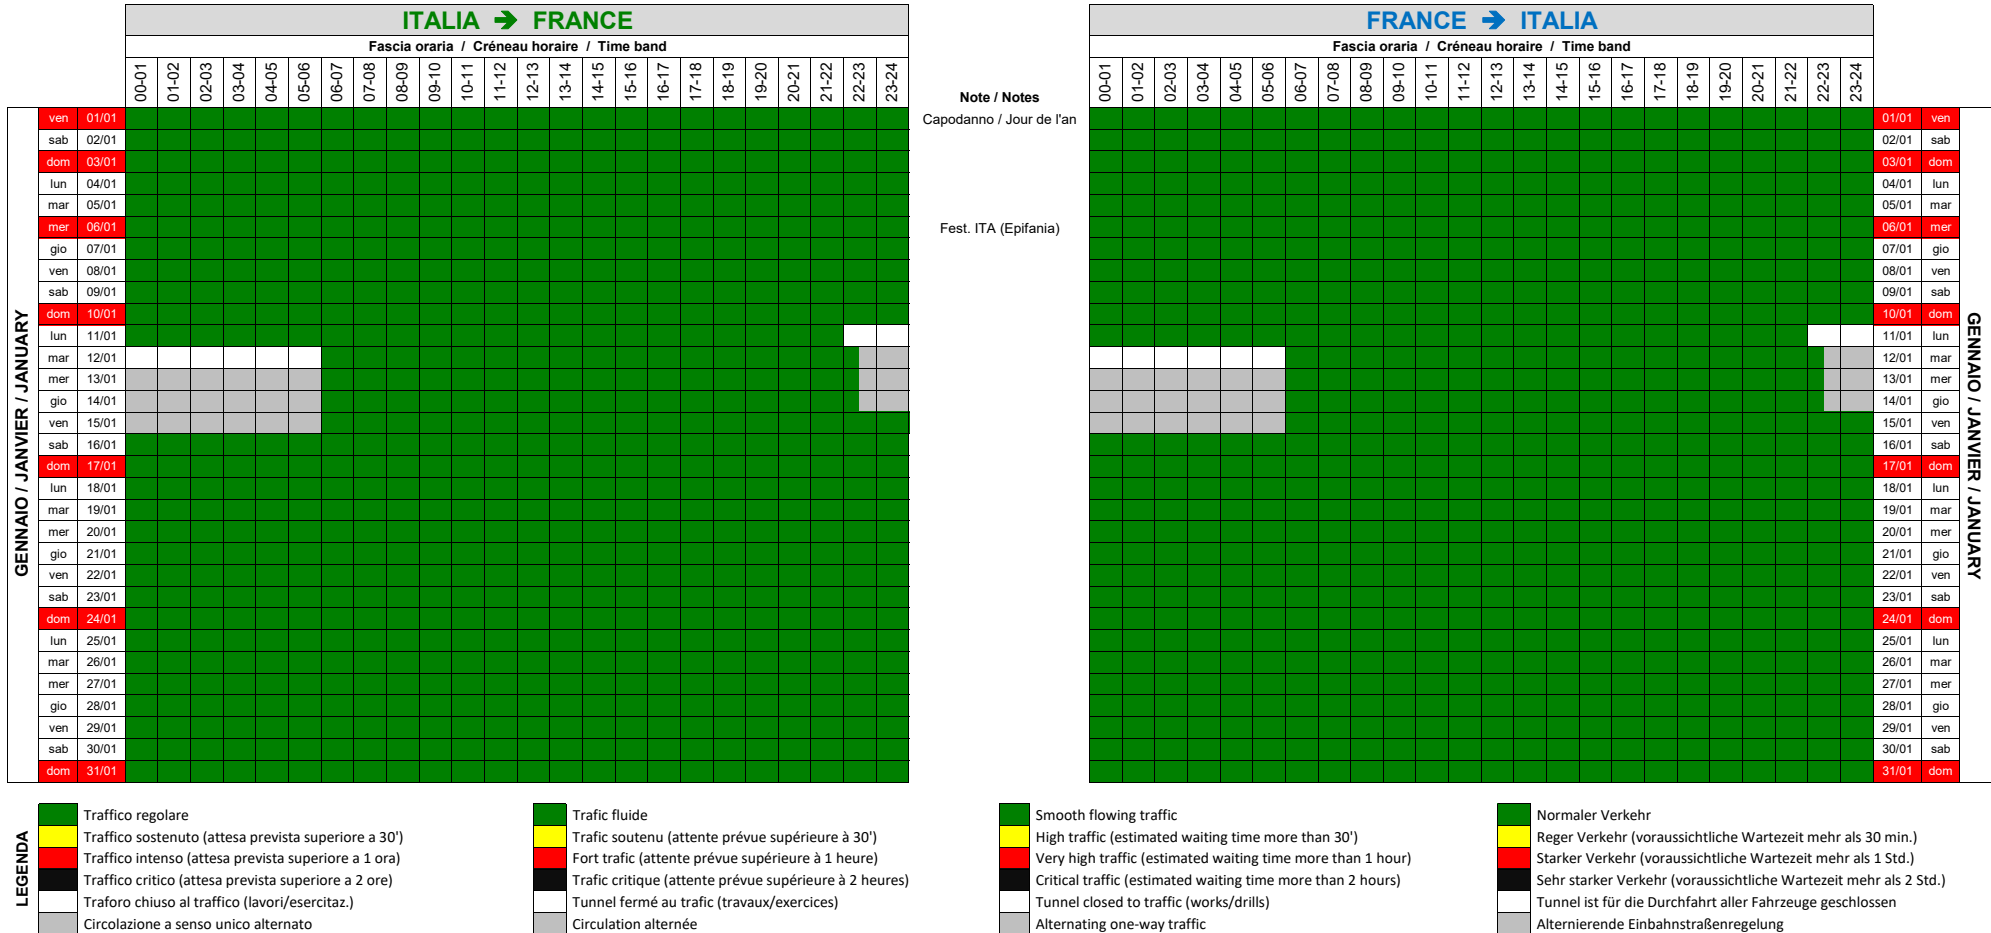 ITALIA ➔ FRANCE
FRANCE ➔ ITALIA
Fascia oraria / Créneau horaire / Time band
Fascia oraria / Créneau horaire / Time band
00-01 01-02 02-03 03-04 04-05 05-06 06-07 07-08 08-09 09-10 10-11 11-12 12-13 13-14 14-15 15-16 16-17 17-18 18-19 19-20 20-21 21-22 22-23 23-24
Note / Notes
00-01 01-02 02-03 03-04 04-05 05-06 06-07 07-08 08-09 09-10 10-11 11-12 12-13 13-14 14-15 15-16 16-17 17-18 18-19 19-20 20-21 21-22 22-23 23-24
GENNAIO / JANVIER / JANUARY
ven 01/01 Capodanno / Jour de l'an 01/01 ven
sab 02/01 02/01 sab
dom 03/01 03/01 dom
lun 04/01 04/01 lun
mar 05/01 05/01 mar
mer 06/01 Fest. ITA (Epifania) 06/01 mer
gio 07/01 07/01 gio
ven 08/01 08/01 ven
sab 09/01 09/01 sab
dom 10/01 10/01 dom
lun 11/01 11/01 lun
mar 12/01 12/01 mar
mer 13/01 13/01 mer
gio 14/01 14/01 gio
ven 15/01 15/01 ven
sab 16/01 16/01 sab
dom 17/01 17/01 dom
lun 18/01 18/01 lun
mar 19/01 19/01 mar
mer 20/01 20/01 mer
gio 21/01 21/01 gio
ven 22/01 22/01 ven
sab 23/01 23/01 sab
dom 24/01 24/01 dom
lun 25/01 25/01 lun
mar 26/01 26/01 mar
mer 27/01 27/01 mer
gio 28/01 28/01 gio
ven 29/01 29/01 ven
sab 30/01 30/01 sab
dom 31/01 31/01 dom
GENNAIO / JANVIER / JANUARY
LEGENDA
Traffico regolare
Traffico sostenuto (attesa prevista superiore a 30')
Traffico intenso (attesa prevista superiore a 1 ora)
Traffico critico (attesa prevista superiore a 2 ore)
Traforo chiuso al traffico (lavori/esercitaz.)
Circolazione a senso unico alternato
Trafic fluide
Trafic soutenu (attente prévue supérieure à 30')
Fort trafic (attente prévue supérieure à 1 heure)
Trafic critique (attente prévue supérieure à 2 heures)
Tunnel fermé au trafic (travaux/exercices)
Circulation alternée
Smooth flowing traffic
High traffic (estimated waiting time more than 30')
Very high traffic (estimated waiting time more than 1 hour)
Critical traffic (estimated waiting time more than 2 hours)
Tunnel closed to traffic (works/drills)
Alternating one-way traffic
Normaler Verkehr
Reger Verkehr (voraussichtliche Wartezeit mehr als 30 min.)
Starker Verkehr (voraussichtliche Wartezeit mehr als 1 Std.)
Sehr starker Verkehr (voraussichtliche Wartezeit mehr als 2 Std.)
Tunnel ist für die Durchfahrt aller Fahrzeuge geschlossen
Alternierende Einbahnstraßenregelung